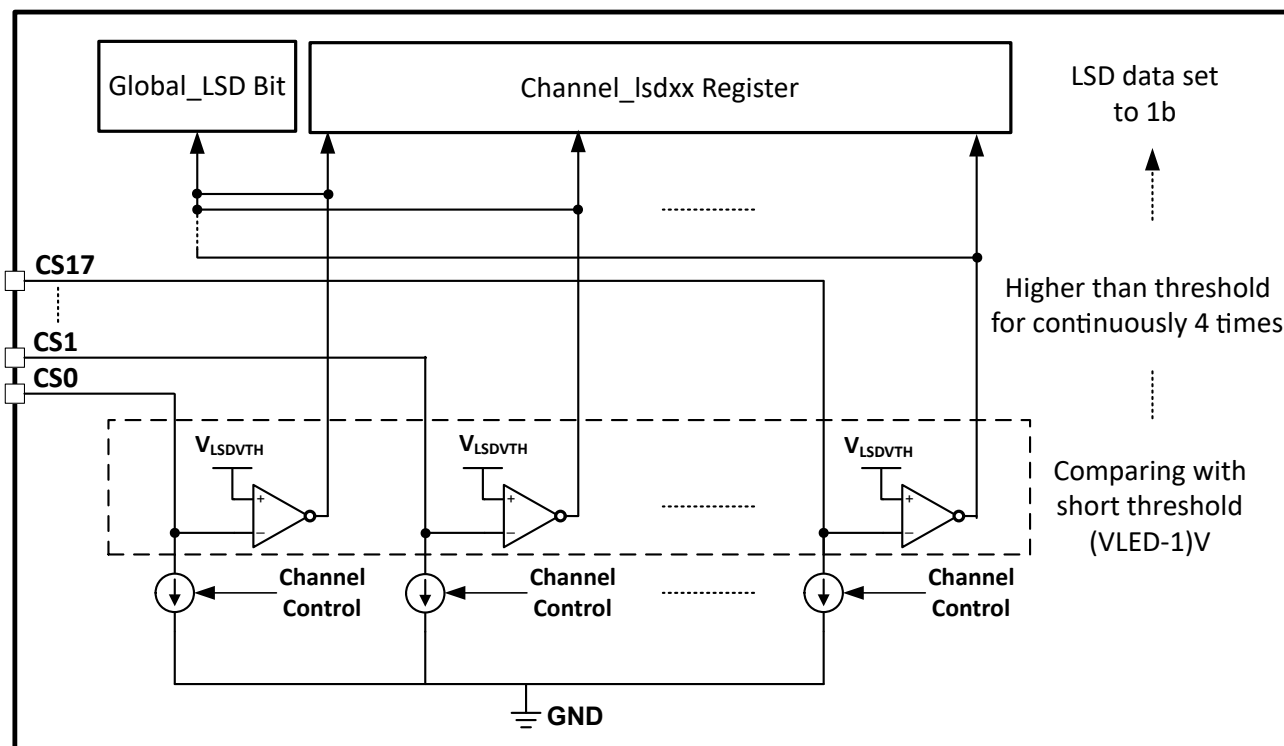 Global_LSD Bit
Channel_lsdxx Register
LSD data set
to 1b
CS17
Higher than threshold
for continuously 4 times
CS1
CS0
VLSDVTH
VLSDVTH
VLSDVTH
+
−
+
−
+
−
Comparing with
short threshold
(VLED-1)V
Channel
Control
Channel
Control
Channel
Control
GND